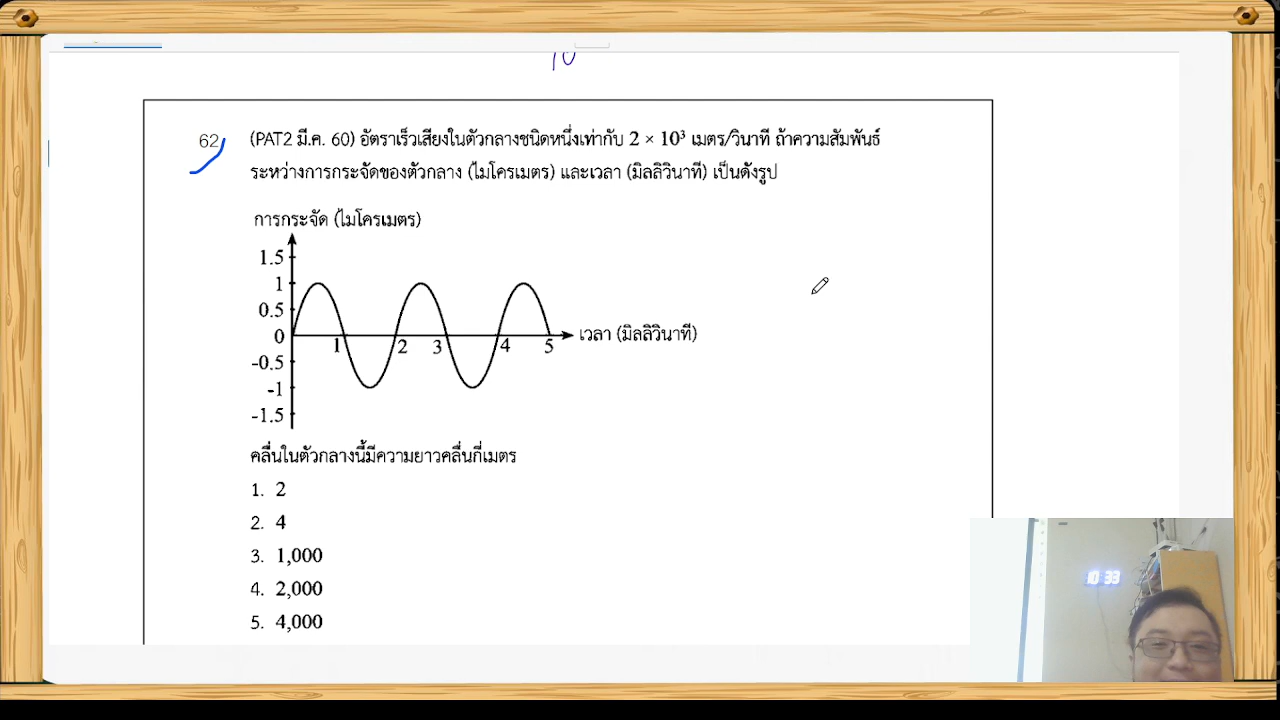 10
62
(PAT2 มี.ค. 60) อัตราเร็วเสียงในตัวกลางชนิดหนึ่งเท่ากับ 2 × 10³ เมตร/วินาที ถ้าความสัมพันธ์
ระหว่างการกระจัดของตัวกลาง (ไมโครเมตร) และเวลา (มิลลิวินาที) เป็นดังรูป
การกระจัด (ไมโครเมตร)
1.5
1
0.5
0
-0.5
-1
-1.5
1 2 3 4 5
เวลา (มิลลิวินาที)
คลื่นในตัวกลางนี้มีความยาวคลื่นกี่เมตร
1. 2
2. 4
3. 1,000
4. 2,000
5. 4,000
10:33